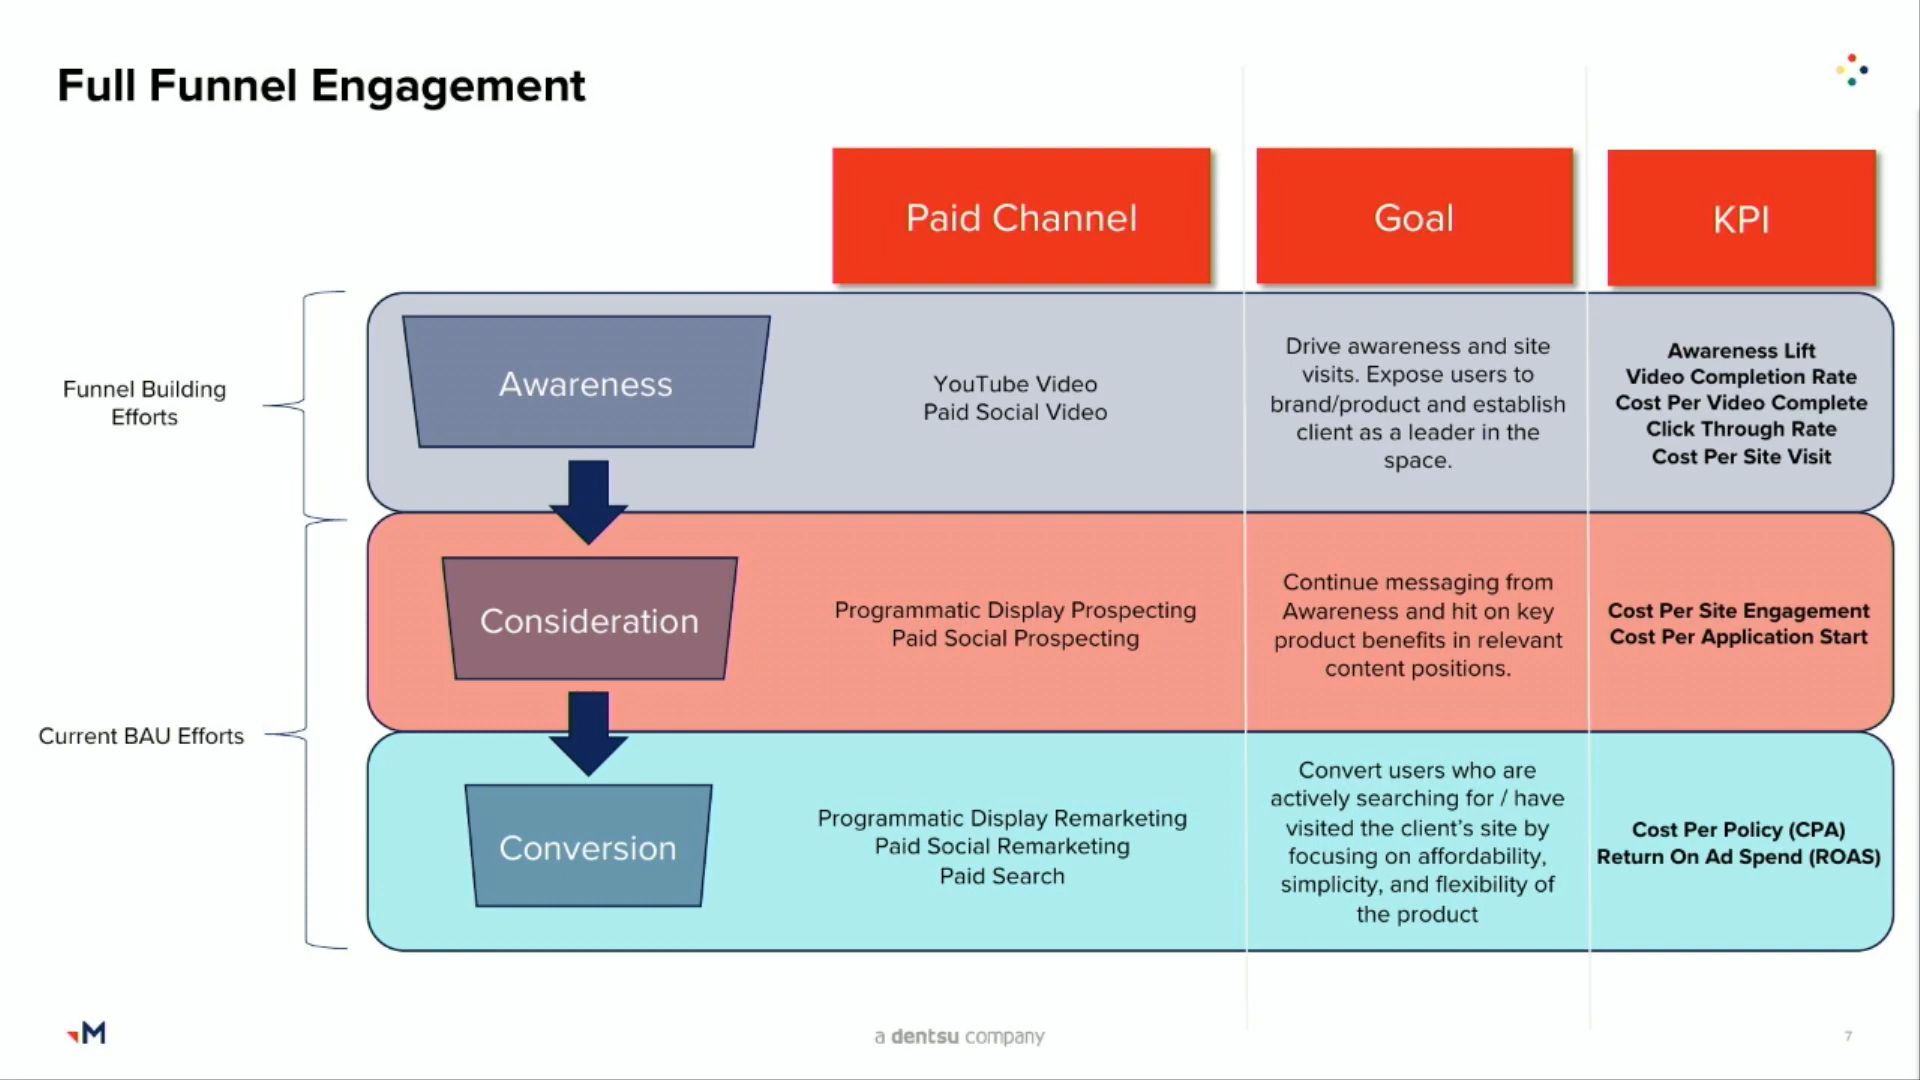 Full Funnel Engagement
Paid Channel
Goal
KPI
Funnel Building
Efforts
Awareness
YouTube Video
Paid Social Video
Drive awareness and site
visits. Expose users to
brand/product and establish
client as a leader in the
space.
Awareness Lift
Video Completion Rate
Cost Per Video Complete
Click Through Rate
Cost Per Site Visit
Current BAU Efforts
Consideration
Programmatic Display Prospecting
Paid Social Prospecting
Continue messaging from
Awareness and hit on key
product benefits in relevant
content positions.
Cost Per Site Engagement
Cost Per Application Start
Conversion
Programmatic Display Remarketing
Paid Social Remarketing
Paid Search
Convert users who are
actively searching for / have
visited the client’s site by
focusing on affordability,
simplicity, and flexibility of
the product
Cost Per Policy (CPA)
Return On Ad Spend (ROAS)
M
a dentsu company
7